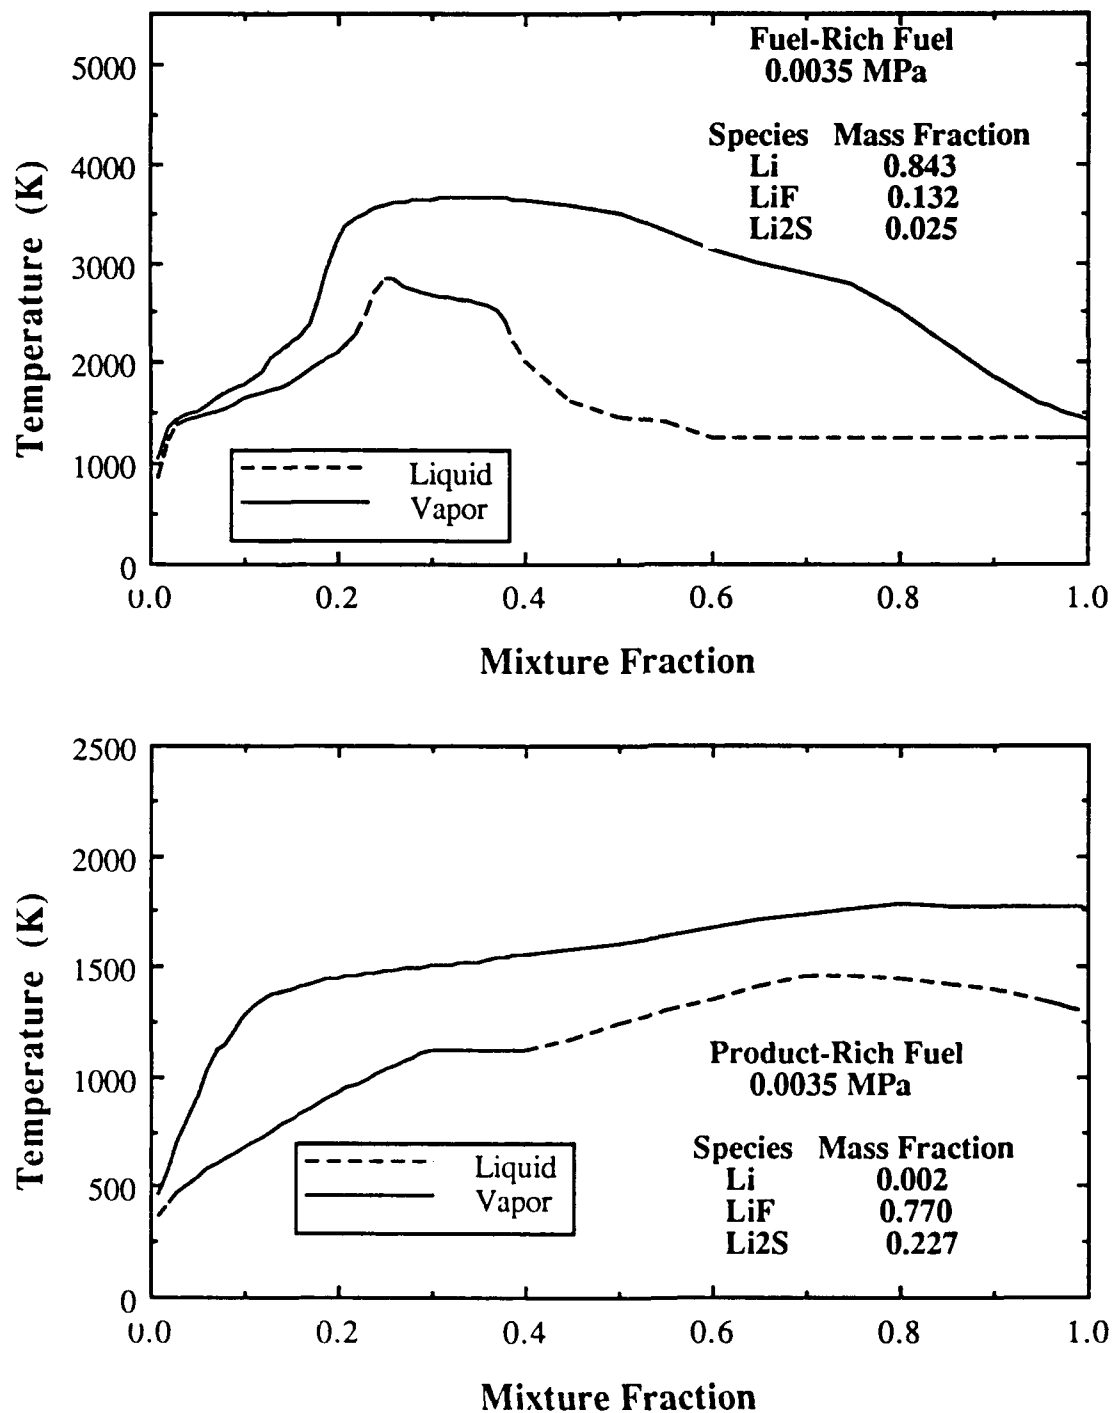 Fuel-Rich Fuel
0.0035 MPa
Species Mass Fraction
Li 0.843
LiF 0.132
Li2S 0.025
5000
4000
3000
2000
1000
0
Temperature (K)
Liquid
Vapor
0.0 0.2 0.4 0.6 0.8 1.0
Mixture Fraction
2500
2000
1500
1000
500
0
Temperature (K)
Product-Rich Fuel
0.0035 MPa
Species Mass Fraction
Li 0.002
LiF 0.770
Li2S 0.227
Liquid
Vapor
0.0 0.2 0.4 0.6 0.8 1.0
Mixture Fraction